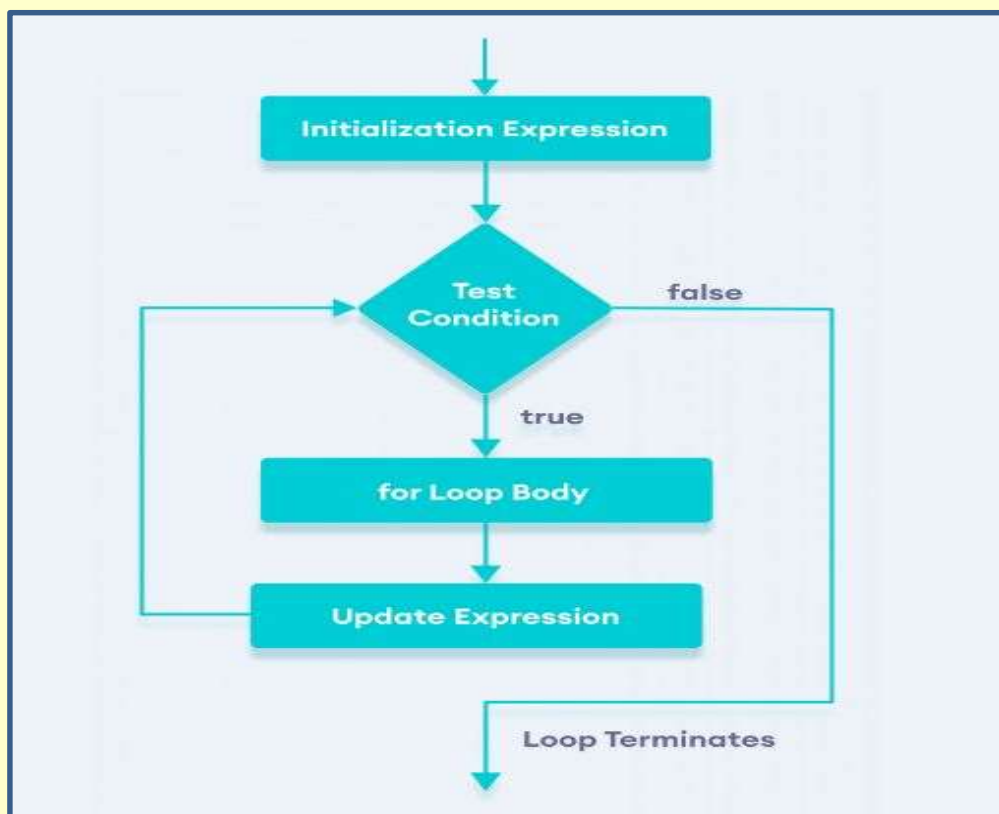 Initialization Expression
Test
Condition
false
true
for Loop Body
Update Expression
Loop Terminates